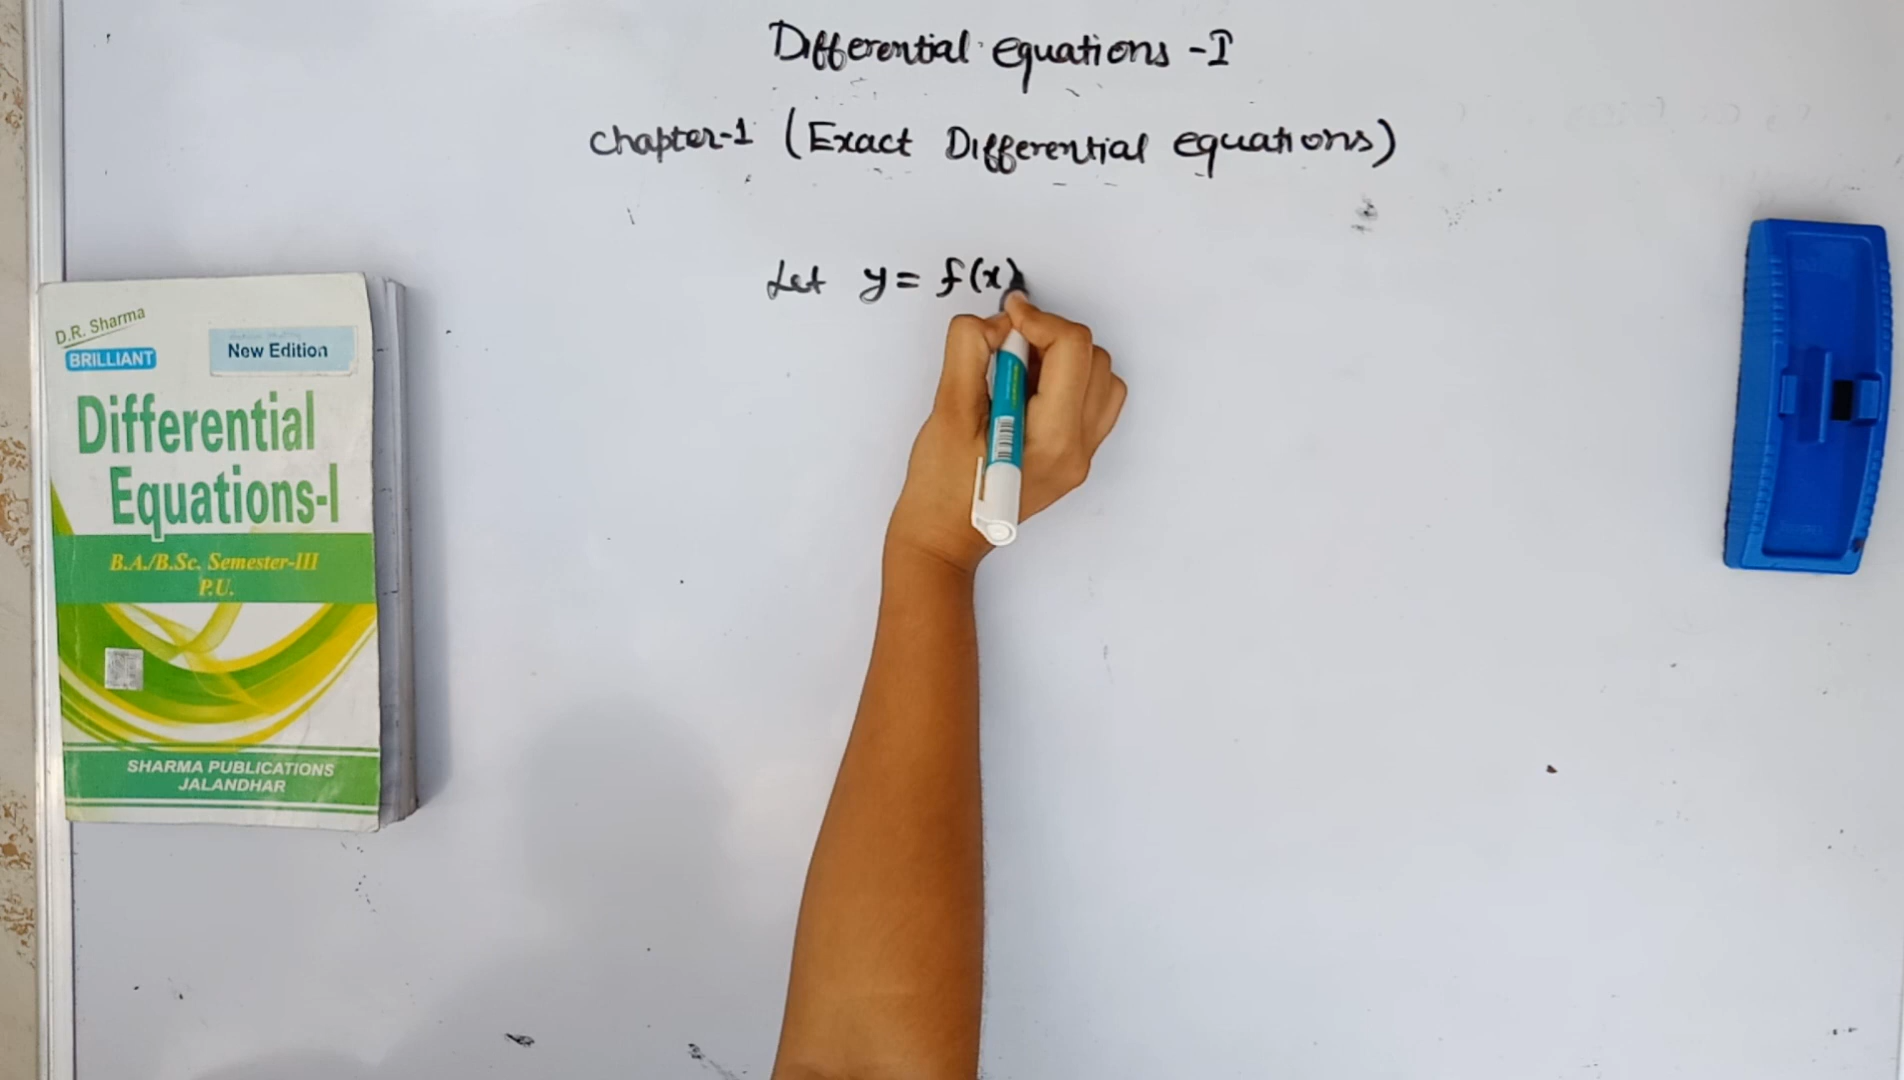 Differential equations -I
Chapter-1 (Exact Differential equations)
Let y = f(x)
D.R. Sharma
BRILLIANT
New Edition
Differential
Equations-I
B.A./B.Sc. Semester-III
P.U.
SHARMA PUBLICATIONS
JALANDHAR